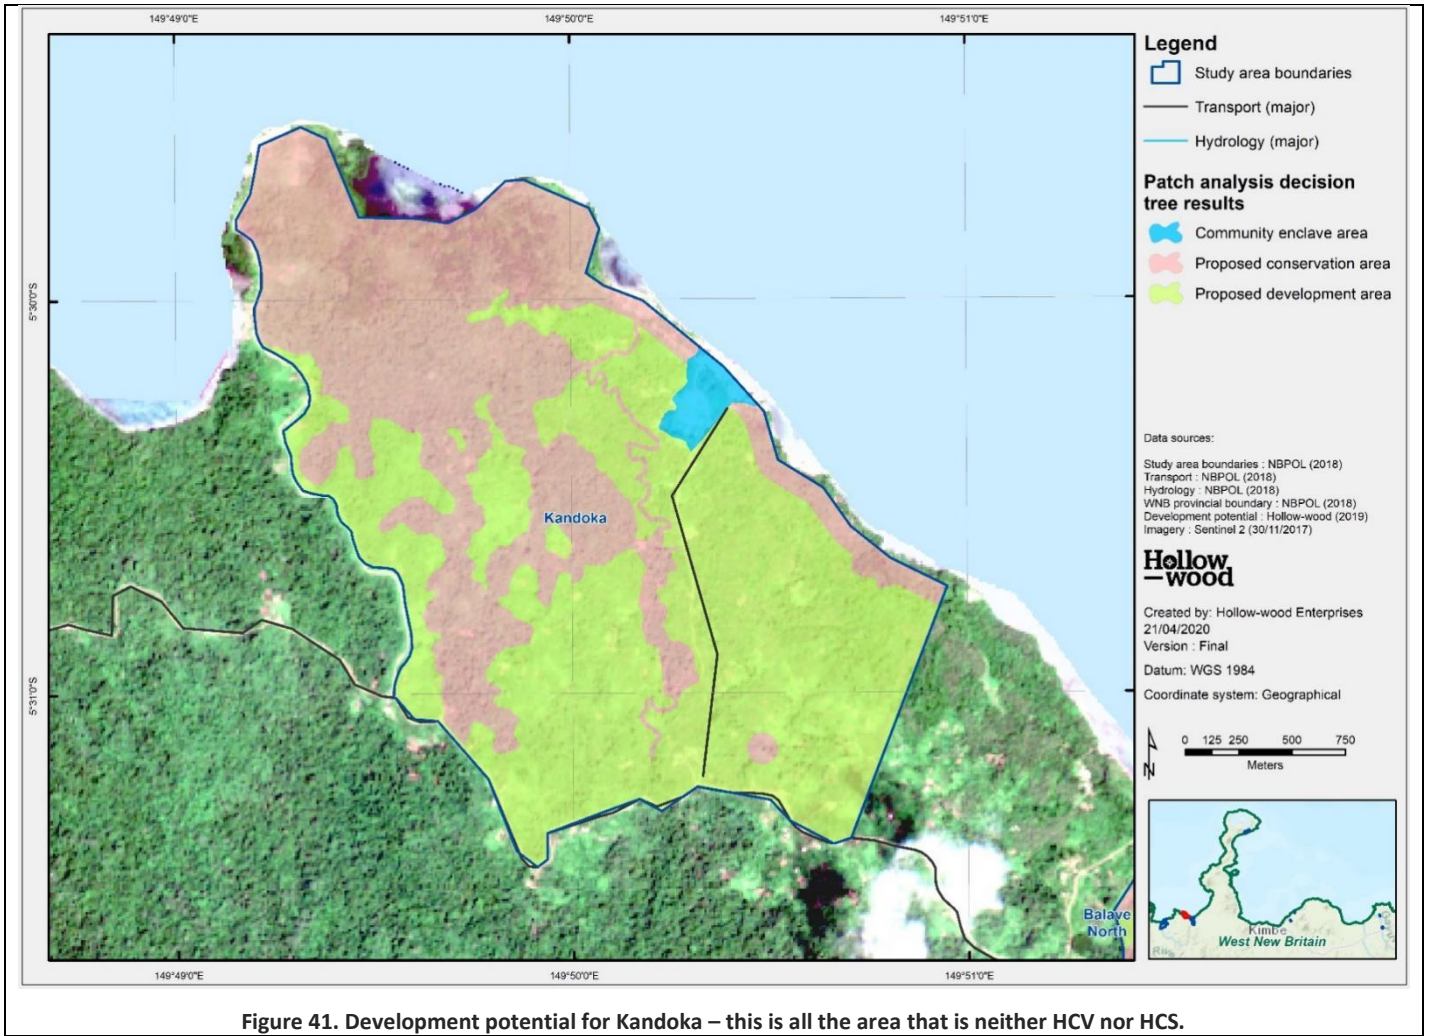 149°49'0"E 149°50'0"E 149°51'0"E
5°30'0"S
5°31'0"S
Kandoka
Balave
North
149°49'0"E 149°50'0"E 149°51'0"E
Legend
Study area boundaries
Transport (major)
Hydrology (major)
Patch analysis decision
tree results
Community enclave area
Proposed conservation area
Proposed development area
Data sources:
Study area boundaries : NBPOL (2018)
Transport : NBPOL (2018)
Hydrology : NBPOL (2018)
WNB provincial boundary : NBPOL (2018)
Development potential : Hollow-wood (2019)
Imagery : Sentinel 2 (30/11/2017)
Hollow
—wood
Created by: Hollow-wood Enterprises
21/04/2020
Version : Final
Datum: WGS 1984
Coordinate system: Geographical
N
0 125 250 500 750
Meters
Kimbe
West New Britain
Figure 41. Development potential for Kandoka – this is all the area that is neither HCV nor HCS.